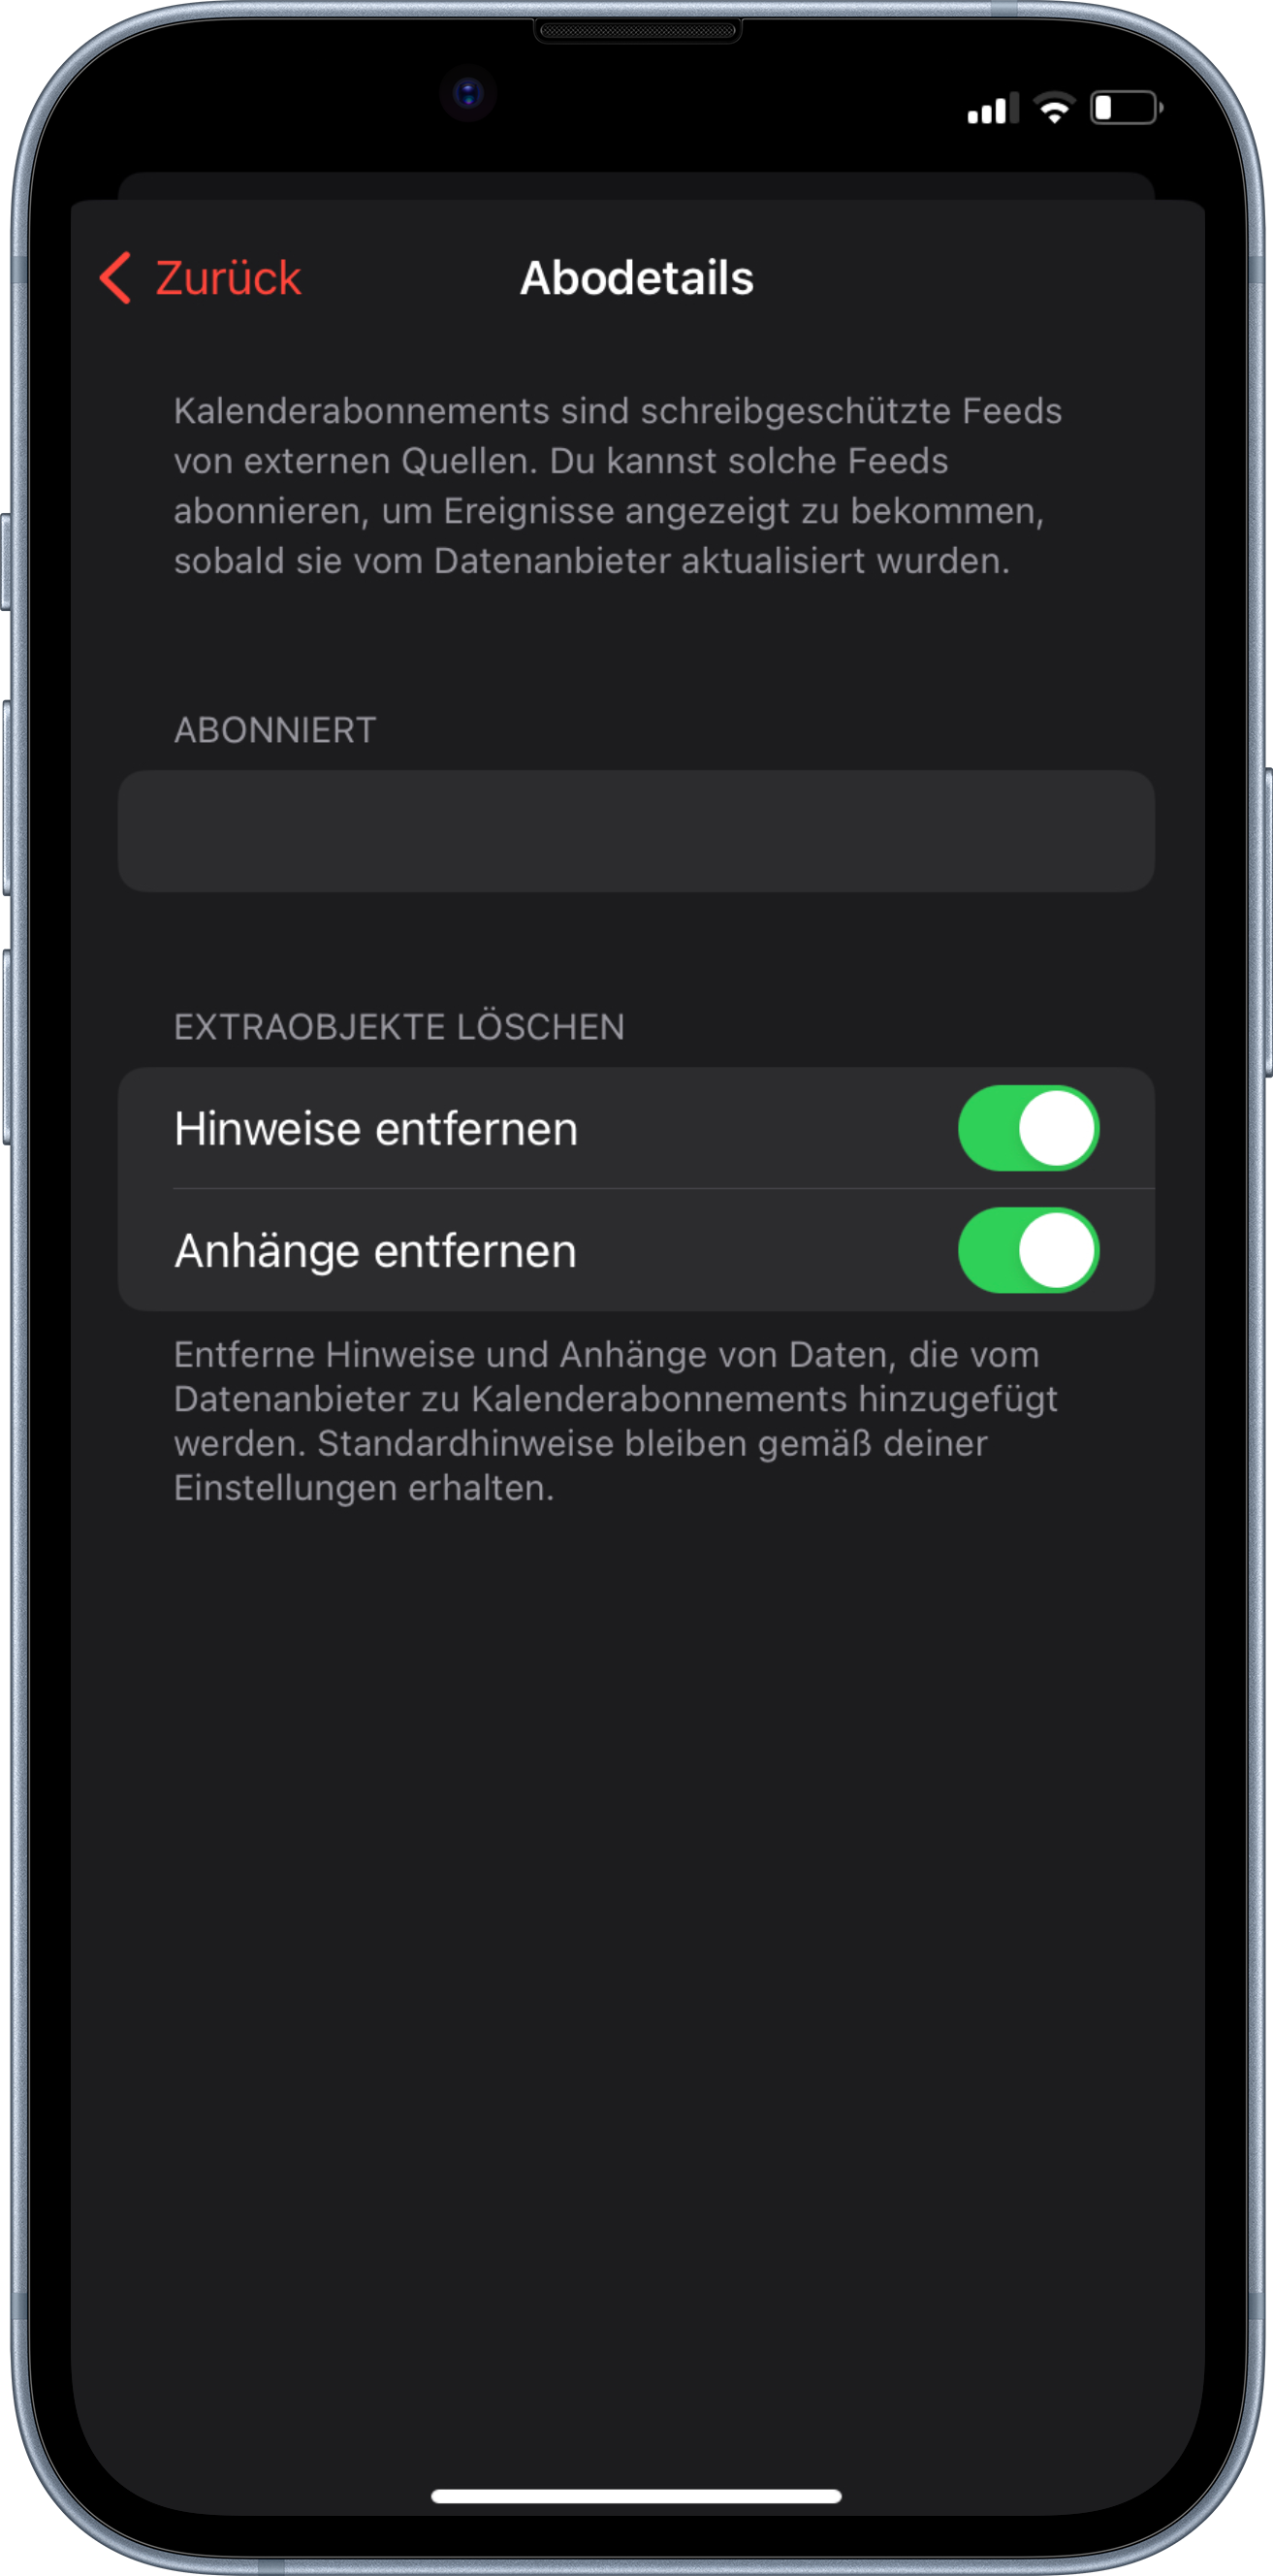 Zurück
Abodetails
Kalenderabonnements sind schreibgeschützte Feeds
von externen Quellen. Du kannst solche Feeds
abonnieren, um Ereignisse angezeigt zu bekommen,
sobald sie vom Datenanbieter aktualisiert wurden.
ABONNIERT
EXTRAOBJEKTE LÖSCHEN
Hinweise entfernen
Anhänge entfernen
Entferne Hinweise und Anhänge von Daten, die vom
Datenanbieter zu Kalenderabonnements hinzugefügt
werden. Standardhinweise bleiben gemäß deiner
Einstellungen erhalten.